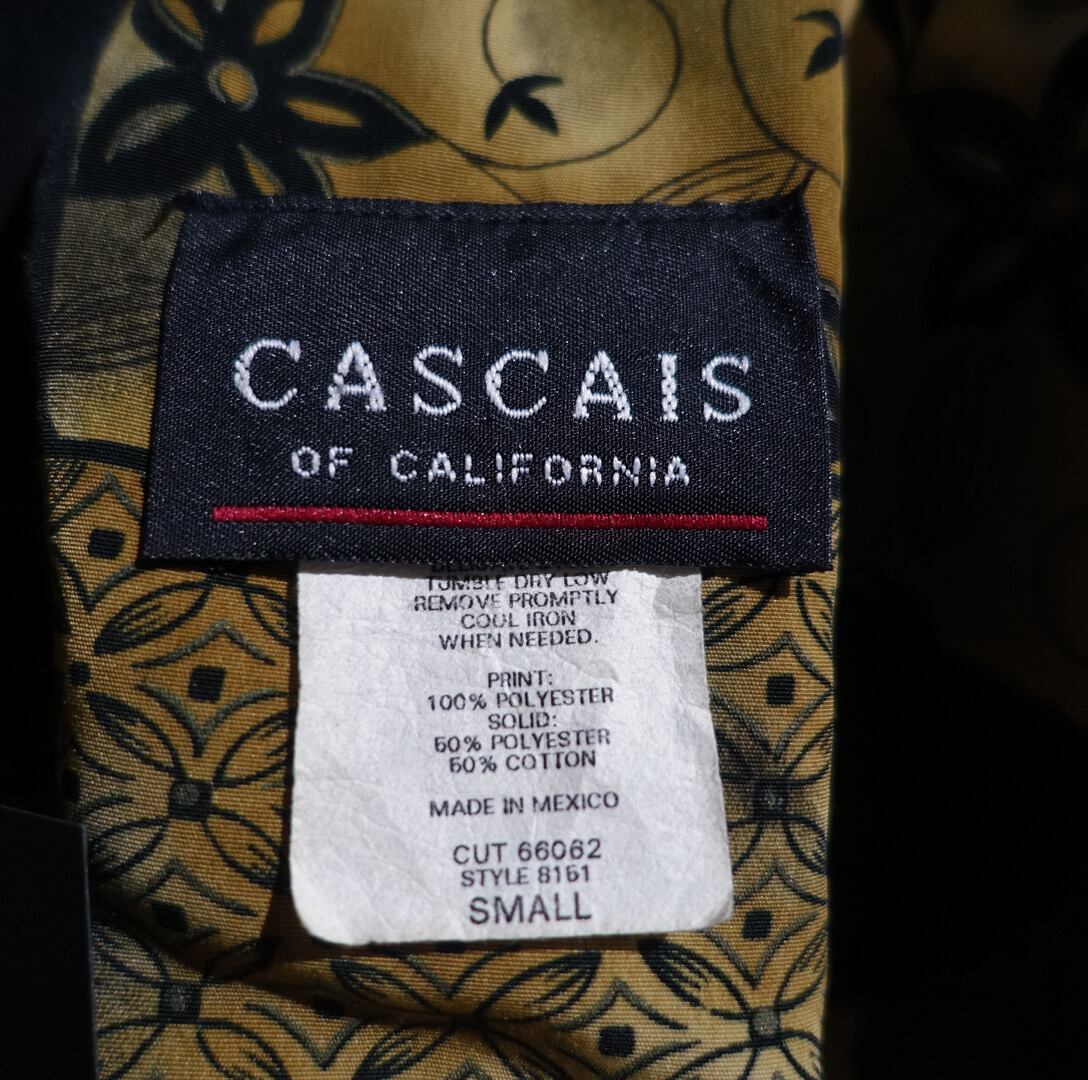 CASCAIS
OF CALIFORNIA
TUMBLE DRY LOW
REMOVE PROMPTLY
COOL IRON
WHEN NEEDED.
PRINT:
100% POLYESTER
SOLID:
50% POLYESTER
50% COTTON
MADE IN MEXICO
CUT 66062
STYLE 8151
SMALL